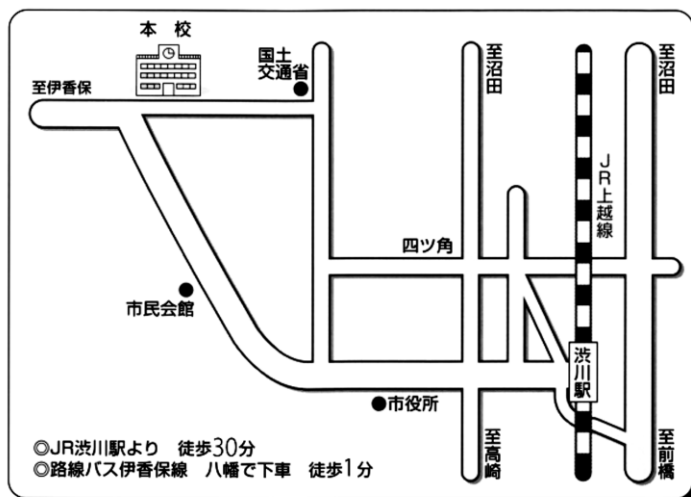 本校
国土
交通省
至沼田
至沼田
至伊香保
JR上越線
四ツ角
市民会館
渋川駅
市役所
至高崎
至前橋
◎JR渋川駅より 徒歩30分
◎路線バス伊香保線 八幡で下車 徒歩1分